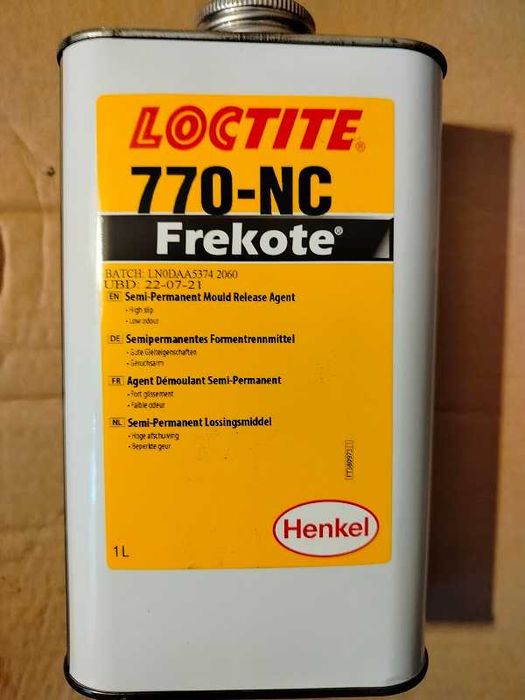 LOCTITE®
770-NC
Frekote®
BATCH: LN0DAA5374 2060
UBD: 22-07-21
EN Semi-Permanent Mould Release Agent
• High slip
• Low odour
DE Semipermanentes Formentrennmittel
• Gute Gleiteigenschaften
• Geruchsarm
FR Agent Démoulant Semi-Permanent
• Fort glissement
• Faible odeur
NL Semi-Permanent Lossingsmiddel
• Hoge afschuiving
• Beperkte geur
Henkel
1 L